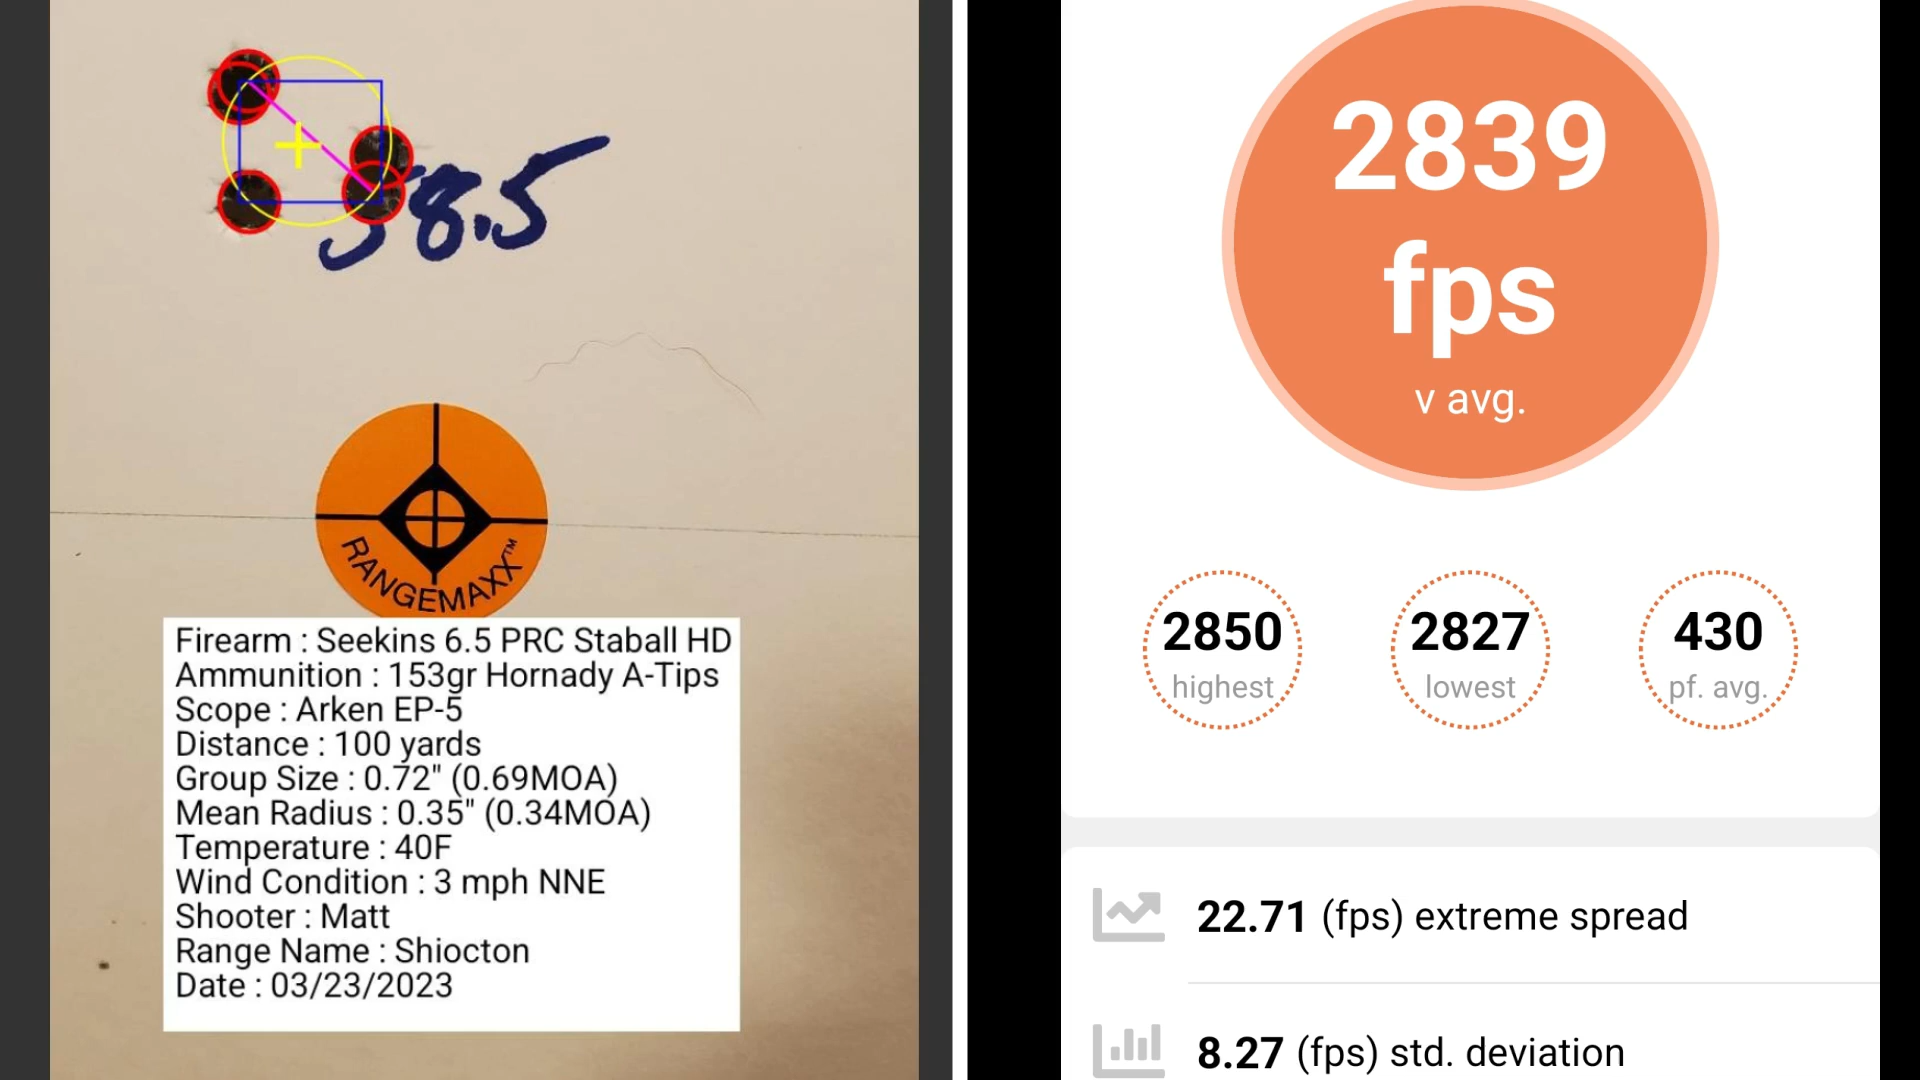 58.5
RANGEMAXX™
Firearm : Seekins 6.5 PRC Staball HD
Ammunition : 153gr Hornady A-Tips
Scope : Arken EP-5
Distance : 100 yards
Group Size : 0.72" (0.69MOA)
Mean Radius : 0.35" (0.34MOA)
Temperature : 40F
Wind Condition : 3 mph NNE
Shooter : Matt
Range Name : Shiocton
Date : 03/23/2023
2839
fps
v avg.
2850
highest
2827
lowest
430
pf. avg.
22.71 (fps) extreme spread
8.27 (fps) std. deviation